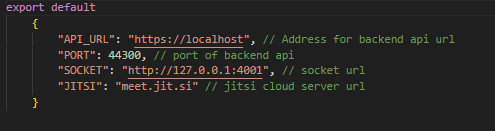 export default
{
"API_URL": "https://localhost", // Address for backend api url
"PORT": 44300, // port of backend api
"SOCKET": "http://127.0.0.1:4001", // socket url
"JITSI": "meet.jit.si" // jitsi cloud server url
}